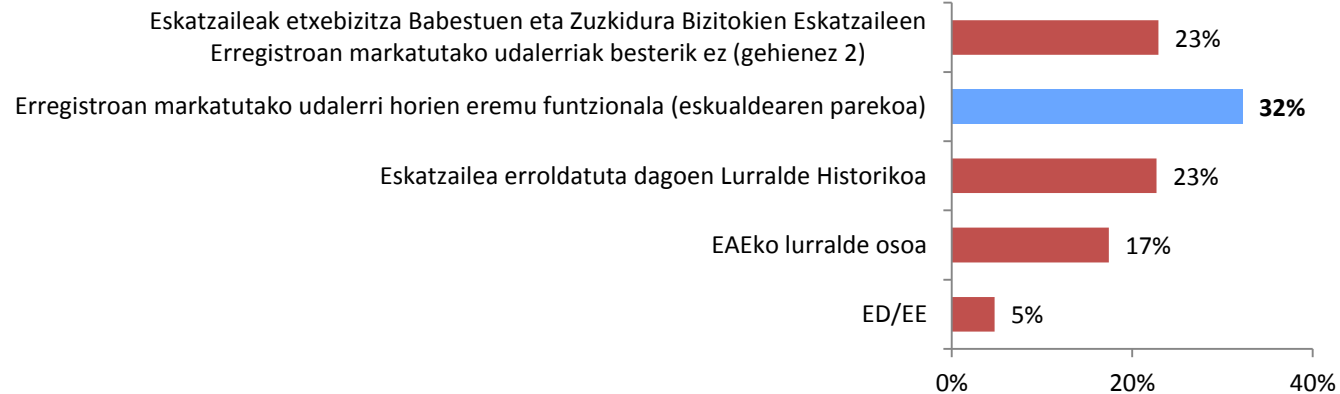 Eskatzaileak etxebizitza Babestuen eta Zuzkidura Bizitokien Eskatzaileen
Erregistroan markatutako udalerriak besterik ez (gehienez 2)
23%
Erregistroan markatutako udalerri horien eremu funtzionala (eskualdearen parekoa)
32%
Eskatzailea erroldatuta dagoen Lurralde Historikoa
23%
EAEko lurralde osoa
17%
ED/EE
5%
0%
20%
40%